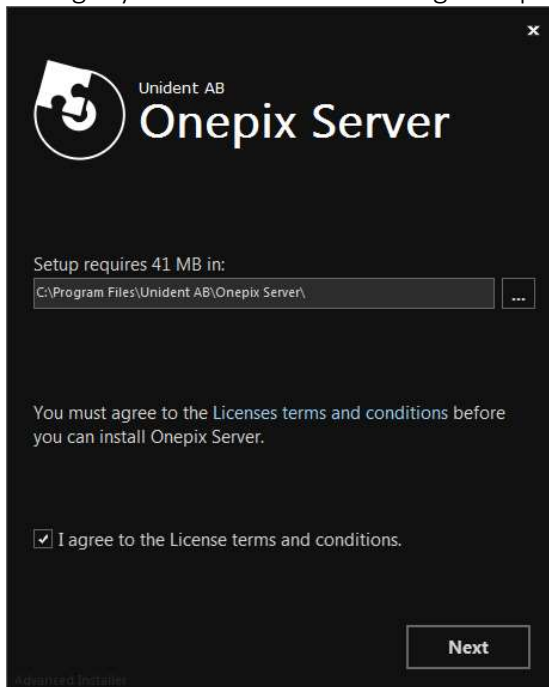 Unident AB
Onepix Server
Setup requires 41 MB in:
C:\Program Files\Unident AB\Onepix Server\
...
You must agree to the Licenses terms and conditions before
you can install Onepix Server.
I agree to the License terms and conditions.
Next
Advanced Installer